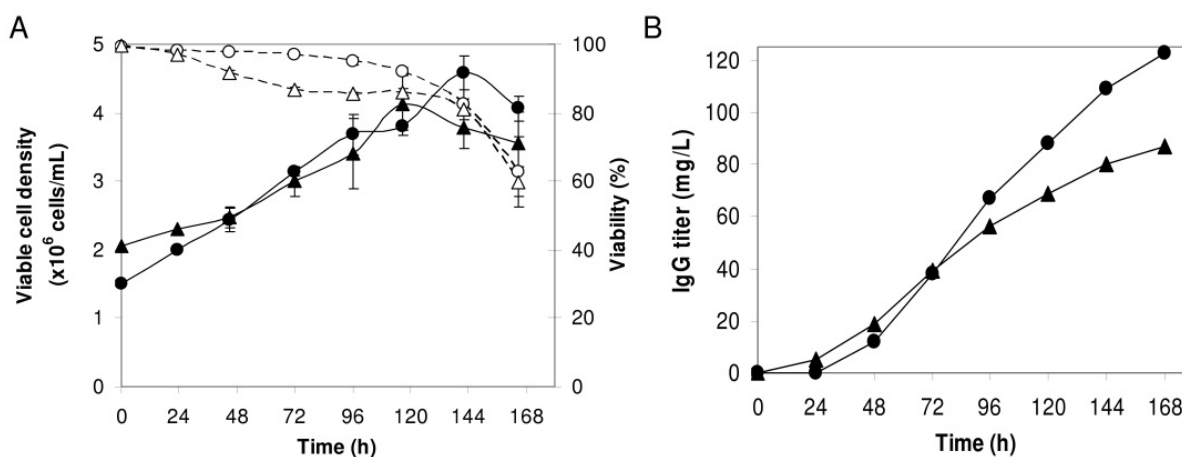 A
B
Viable cell density
(x10⁶ cells/mL)
5
4
3
2
1
0
100
80
60
40
20
0
Viability (%)
0 24 48 72 96 120 144 168
Time (h)
IgG titer (mg/L)
120
100
80
60
40
20
0
0 24 48 72 96 120 144 168
Time (h)